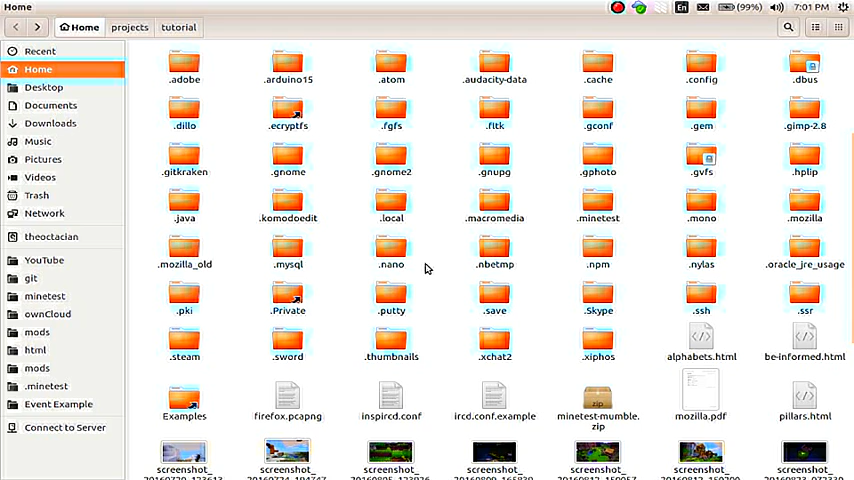 Home
En
(99%)
7:01 PM
Home
projects
tutorial
Recent
Home
Desktop
Documents
Downloads
Music
Pictures
Videos
Trash
Network
theoctacian
YouTube
git
minetest
ownCloud
mods
html
mods
.minetest
Event Example
Connect to Server
.adobe
.arduino15
.atom
.audacity-data
.cache
.config
.dbus
.dillo
.ecryptfs
.fgfs
.fltk
.gconf
.gem
.gimp-2.8
.gitkraken
.gnome
.gnome2
.gnupg
.gphoto
.gvfs
.hplip
.java
.komodoedit
.local
.macromedia
.minetest
.mono
.mozilla
.mozilla_old
.mysql
.nano
.nbetmp
.npm
.nylas
.oracle_jre_usage
.pki
.Private
.putty
.save
.Skype
.ssh
.ssr
.steam
.sword
.thumbnails
.xchat2
.xiphos
alphabets.html
be-informed.html
Examples
firefox.pcapng
inspircd.conf
ircd.conf.example
zip
minetest-mumble.
zip
mozilla.pdf
pillars.html
screenshot_
screenshot_
screenshot_
screenshot_
screenshot_
screenshot_
screenshot_